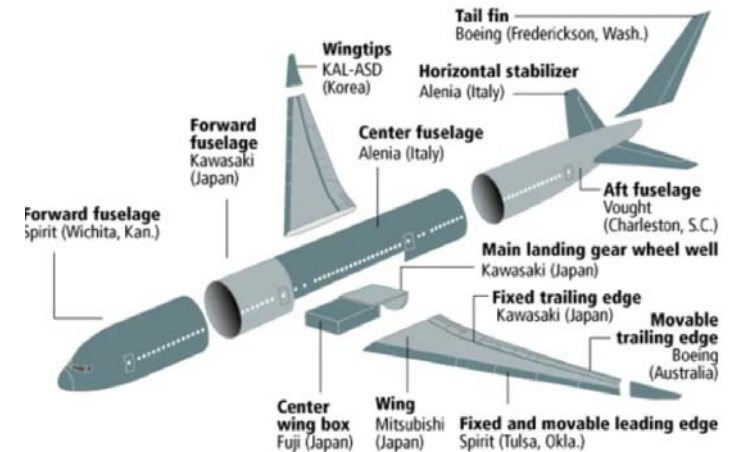 Tail fin
Boeing (Frederickson, Wash.)
Wingtips
KAL-ASD
(Korea)
Horizontal stabilizer
Alenia (Italy)
Forward
fuselage
Kawasaki
(Japan)
Center fuselage
Alenia (Italy)
Aft fuselage
Vought
(Charleston, S.C.)
Forward fuselage
Spirit (Wichita, Kan.)
Main landing gear wheel well
Kawasaki (Japan)
Fixed trailing edge
Kawasaki (Japan)
Movable
trailing edge
Boeing
(Australia)
Center
wing box
Fuji (Japan)
Wing
Mitsubishi
(Japan)
Fixed and movable leading edge
Spirit (Tulsa, Okla.)